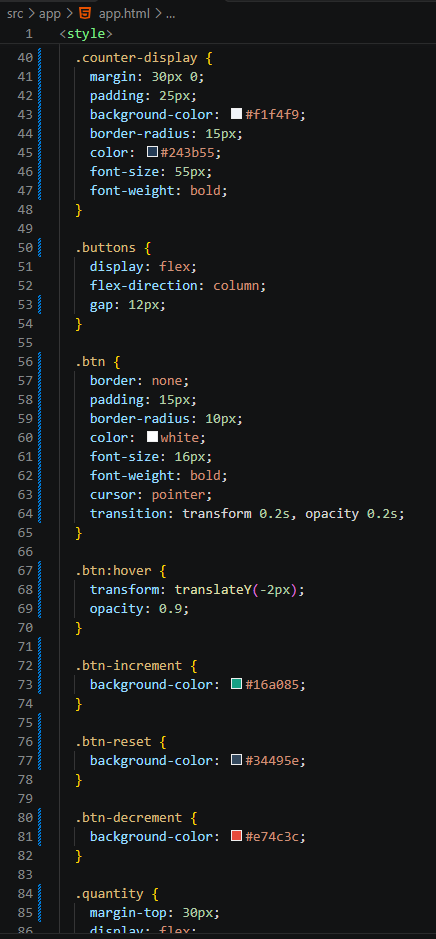 src > app > app.html > ...
1 <style>
40 .counter-display {
41 margin: 30px 0;
42 padding: 25px;
43 background-color: #f1f4f9;
44 border-radius: 15px;
45 color: #243b55;
46 font-size: 55px;
47 font-weight: bold;
48 }
49
50 .buttons {
51 display: flex;
52 flex-direction: column;
53 gap: 12px;
54 }
55
56 .btn {
57 border: none;
58 padding: 15px;
59 border-radius: 10px;
60 color: white;
61 font-size: 16px;
62 font-weight: bold;
63 cursor: pointer;
64 transition: transform 0.2s, opacity 0.2s;
65 }
66
67 .btn:hover {
68 transform: translateY(-2px);
69 opacity: 0.9;
70 }
71
72 .btn-increment {
73 background-color: #16a085;
74 }
75
76 .btn-reset {
77 background-color: #34495e;
78 }
79
80 .btn-decrement {
81 background-color: #e74c3c;
82 }
83
84 .quantity {
85 margin-top: 30px;
86 display: flex;